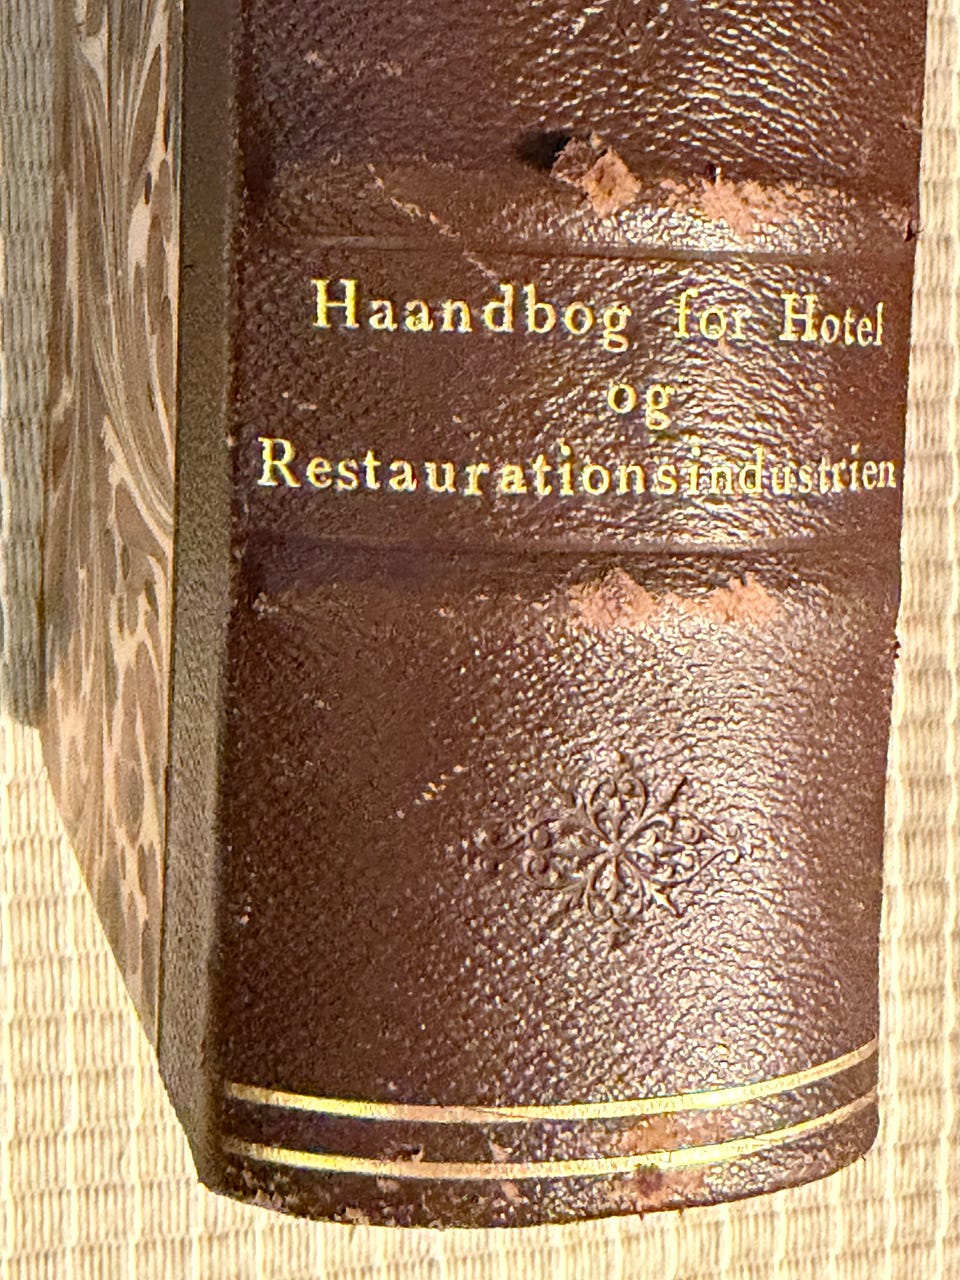 Haandbog for Hotel
og
Restaurationsindustrien